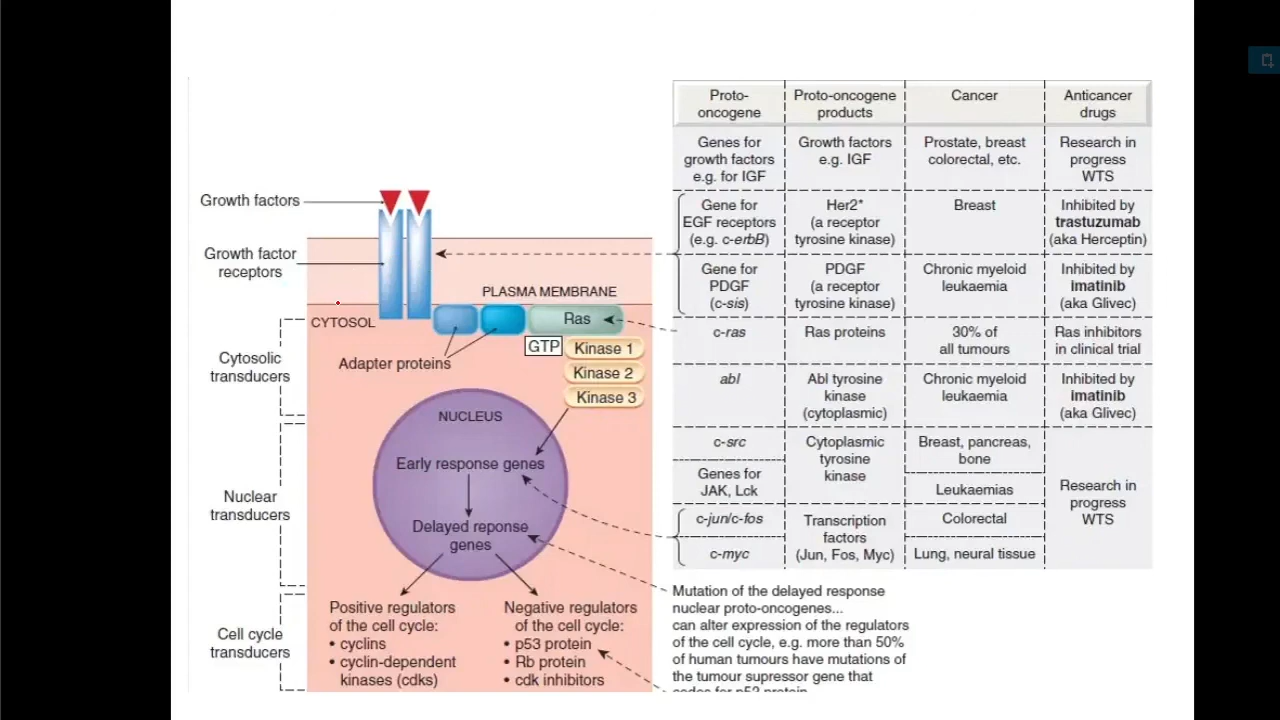 Growth factors
Growth factor
receptors
PLASMA MEMBRANE
CYTOSOL
Ras
Adapter proteins
GTP
Kinase 1
Kinase 2
Kinase 3
Cytosolic
transducers
NUCLEUS
Early response genes
Nuclear
transducers
Delayed reponse
genes
Cell cycle
transducers
Positive regulators
of the cell cycle:
• cyclins
• cyclin-dependent
kinases (cdks)
Negative regulators
of the cell cycle:
• p53 protein
• Rb protein
• cdk inhibitors
Proto-
oncogene
Proto-oncogene
products
Cancer
Anticancer
drugs
Genes for
growth factors
e.g. for IGF
Growth factors
e.g. IGF
Prostate, breast
colorectal, etc.
Research in
progress
WTS
Gene for
EGF receptors
(e.g. c-erbB)
Her2*
(a receptor
tyrosine kinase)
Breast
Inhibited by
trastuzumab
(aka Herceptin)
Gene for
PDGF
(c-sis)
PDGF
(a receptor
tyrosine kinase)
Chronic myeloid
leukaemia
Inhibited by
imatinib
(aka Glivec)
c-ras
Ras proteins
30% of
all tumours
Ras inhibitors
in clinical trial
abl
Abl tyrosine
kinase
(cytoplasmic)
Chronic myeloid
leukaemia
Inhibited by
imatinib
(aka Glivec)
c-src
Cytoplasmic
tyrosine
kinase
Breast, pancreas,
bone
Genes for
JAK, Lck
Leukaemias
Research in
progress
WTS
c-jun/c-fos
Transcription
factors
(Jun, Fos, Myc)
Colorectal
c-myc
Lung, neural tissue
Mutation of the delayed response
nuclear proto-oncogenes...
can alter expression of the regulators
of the cell cycle, e.g. more than 50%
of human tumours have mutations of
the tumour supressor gene that
codes for p53 protein